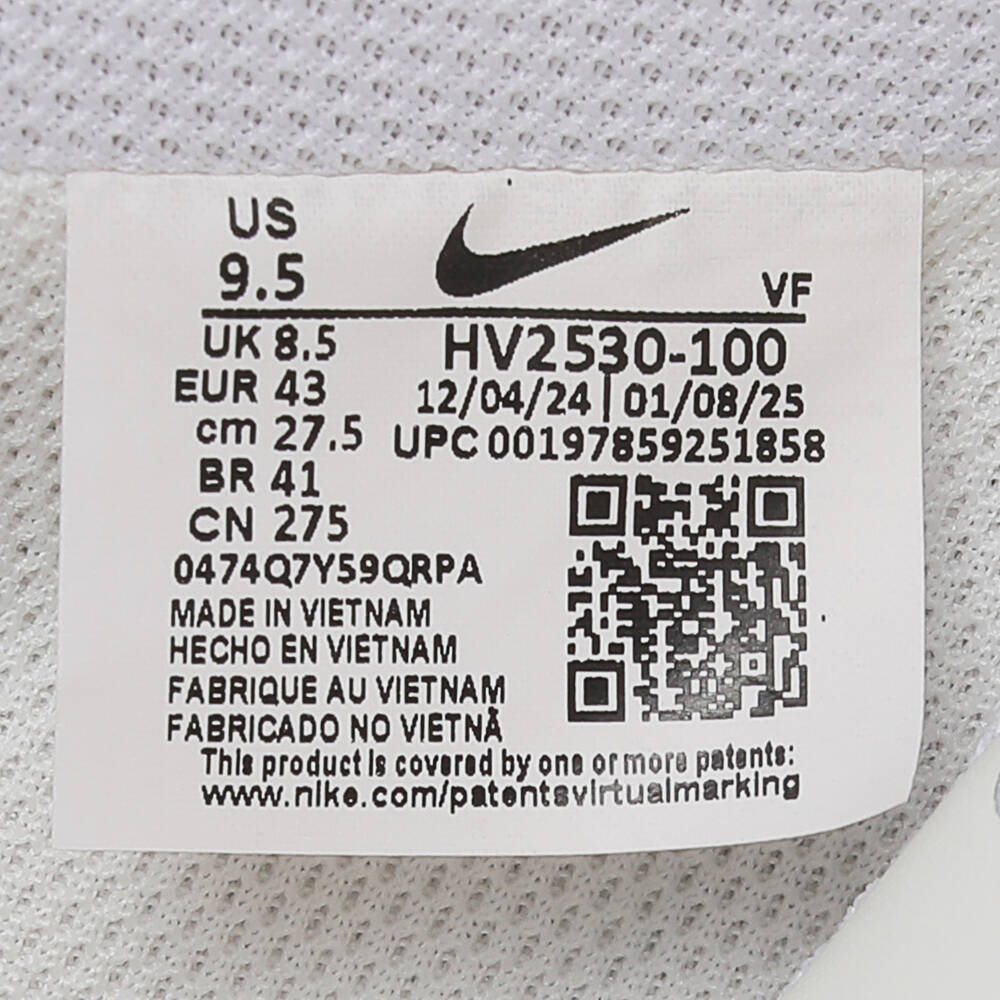 US
9.5
VF
UK 8.5
EUR 43
cm 27.5
BR 41
CN 275
HV2530-100
12/04/24 | 01/08/25
UPC 00197859251858
0474Q7Y59QRPA
MADE IN VIETNAM
HECHO EN VIETNAM
FABRIQUE AU VIETNAM
FABRICADO NO VIETNÃ
This product is covered by one or more patents:
www.nike.com/patentsvirtualmarking